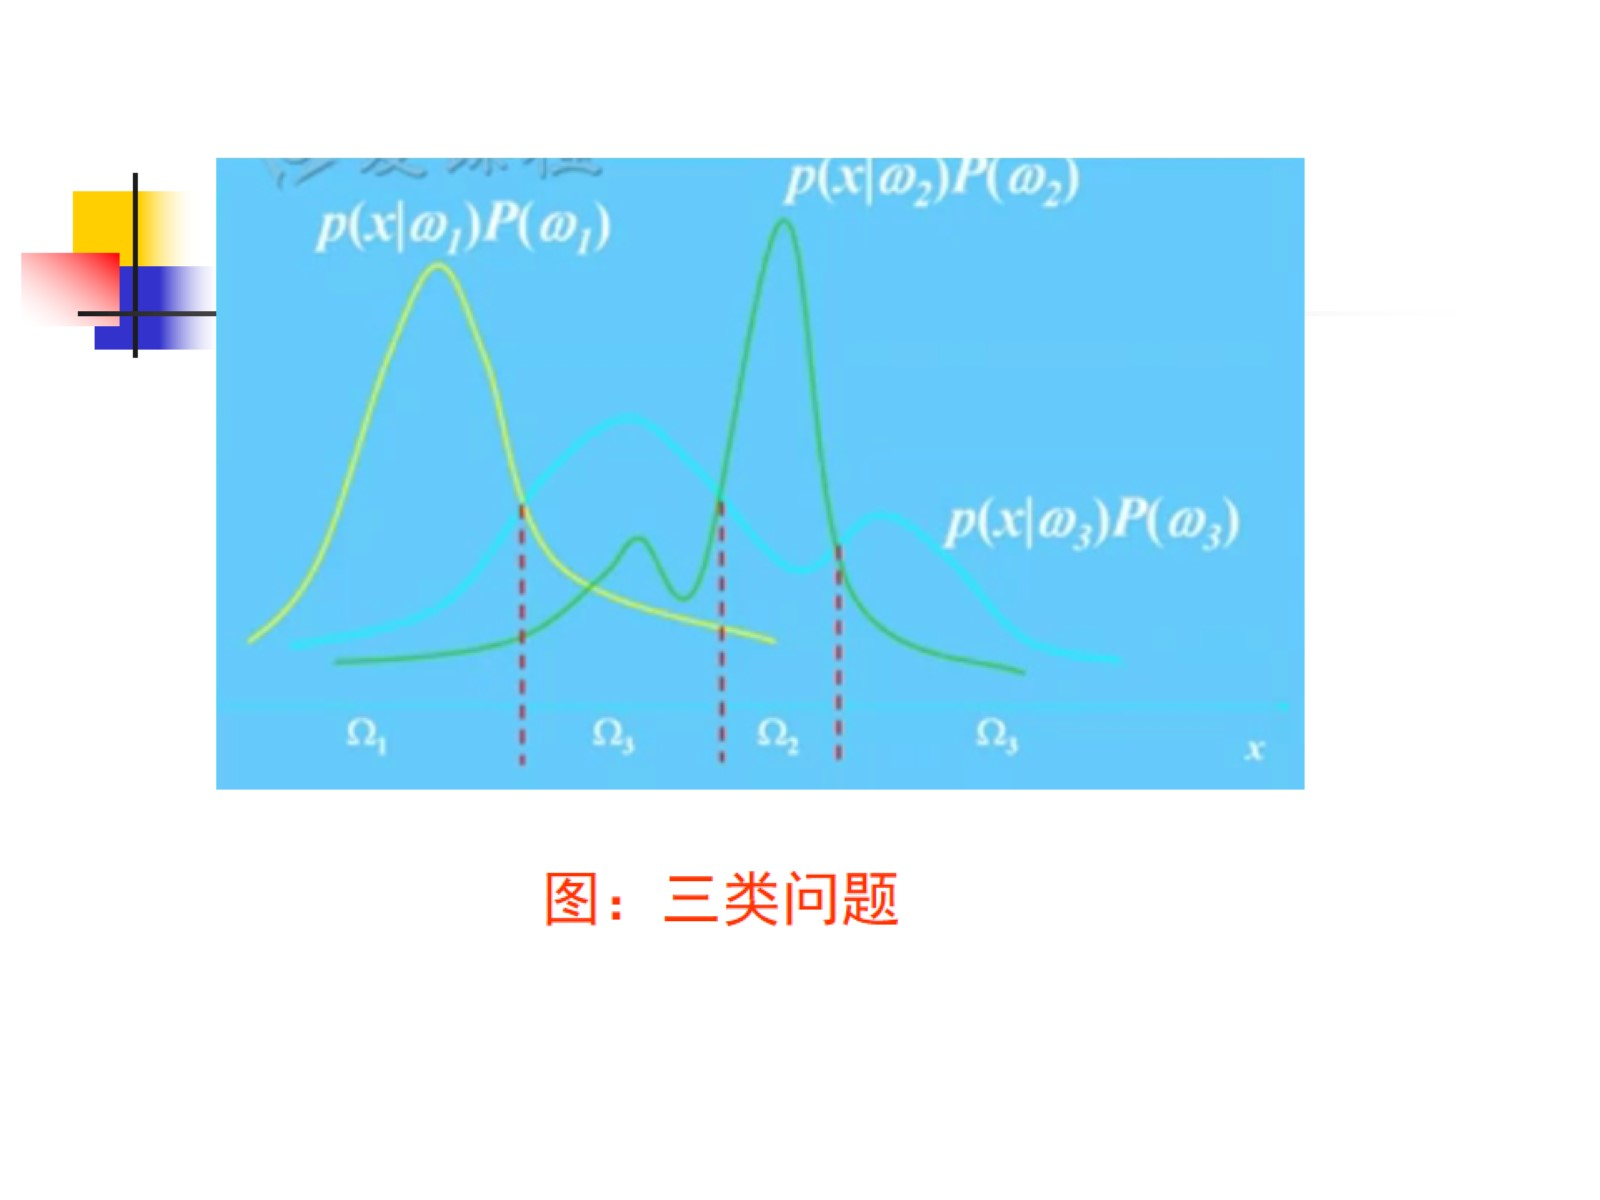 p(x|ω₂)P(ω₂)
p(x|ω₁)P(ω₁)
p(x|ω₃)P(ω₃)
Ω₁ Ω₃ Ω₂ Ω₃ x
图：三类问题